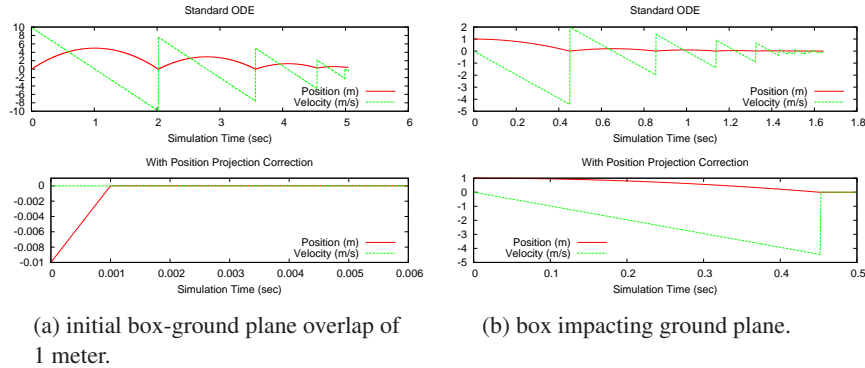 Standard ODE
10
8
6
4
2
0
-2
-4
-6
-8
-10
Position (m)
Velocity (m/s)
0 1 2 3 4 5 6
Simulation Time (sec)
With Position Projection Correction
0
-0.002
-0.004
-0.006
-0.008
-0.01
Position (m)
Velocity (m/s)
0 0.001 0.002 0.003 0.004 0.005 0.006
Simulation Time (sec)
(a) initial box-ground plane overlap of
1 meter.
Standard ODE
2
1
0
-1
-2
-3
-4
-5
Position (m)
Velocity (m/s)
0 0.2 0.4 0.6 0.8 1 1.2 1.4 1.6 1.8
Simulation Time (sec)
With Position Projection Correction
1
0
-1
-2
-3
-4
-5
Position (m)
Velocity (m/s)
0 0.1 0.2 0.3 0.4 0.5
Simulation Time (sec)
(b) box impacting ground plane.